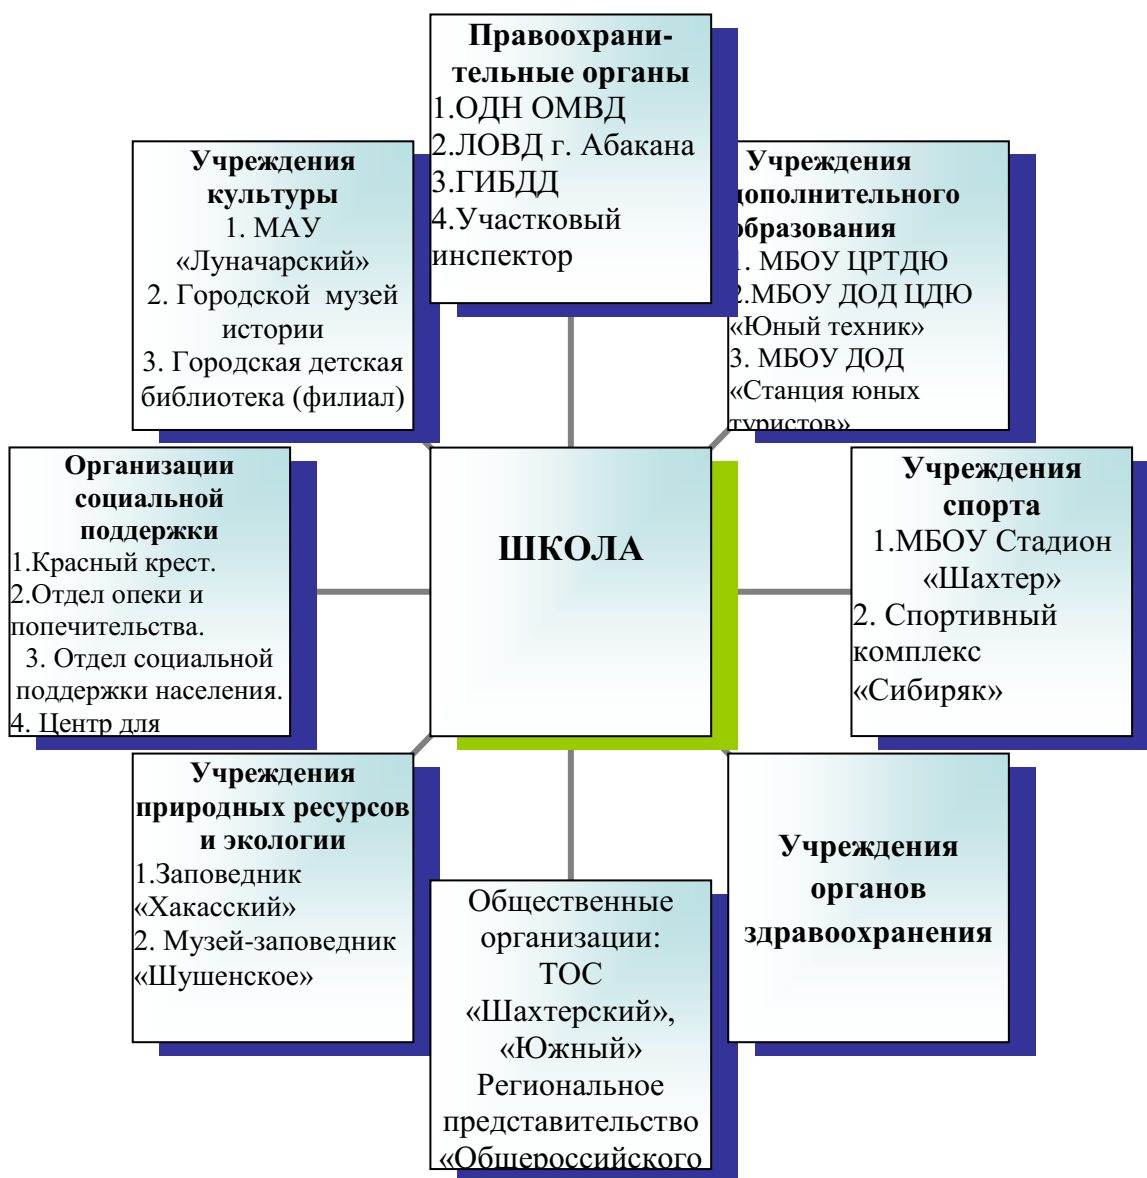 Правоохрани-
тельные органы
1.ОДН ОМВД
2.ЛОВД г. Абакана
3.ГИБДД
4.Участковый
инспектор
Учреждения
культуры
1. МАУ
«Луначарский»
2. Городской музей
истории
3. Городская детская
библиотека (филиал)
Учреждения
дополнительного
образования
1. МБОУ ЦРТДЮ
2.МБОУ ДОД ЦДЮ
«Юный техник»
3. МБОУ ДОД
«Станция юных
туристов»
Организации
социальной
поддержки
1.Красный крест.
2.Отдел опеки и
попечительства.
3. Отдел социальной
поддержки населения.
4. Центр для
ШКОЛА
Учреждения
спорта
1.МБОУ Стадион
«Шахтер»
2. Спортивный
комплекс
«Сибиряк»
Учреждения
природных ресурсов
и экологии
1.Заповедник
«Хакасский»
2. Музей-заповедник
«Шушенское»
Общественные
организации:
ТОС
«Шахтерский»,
«Южный»
Региональное
представительство
«Общероссийского
Учреждения
органов
здравоохранения